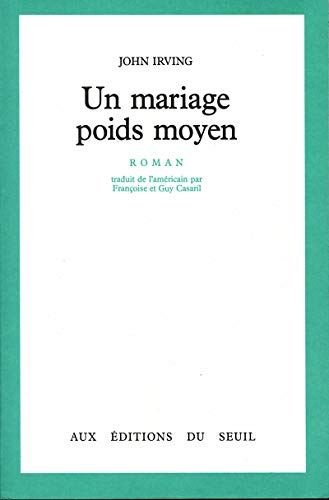 JOHN IRVING
Un mariage
poids moyen
ROMAN
traduit de l'américain par
Françoise et Guy Casaril
AUX ÉDITIONS DU SEUIL